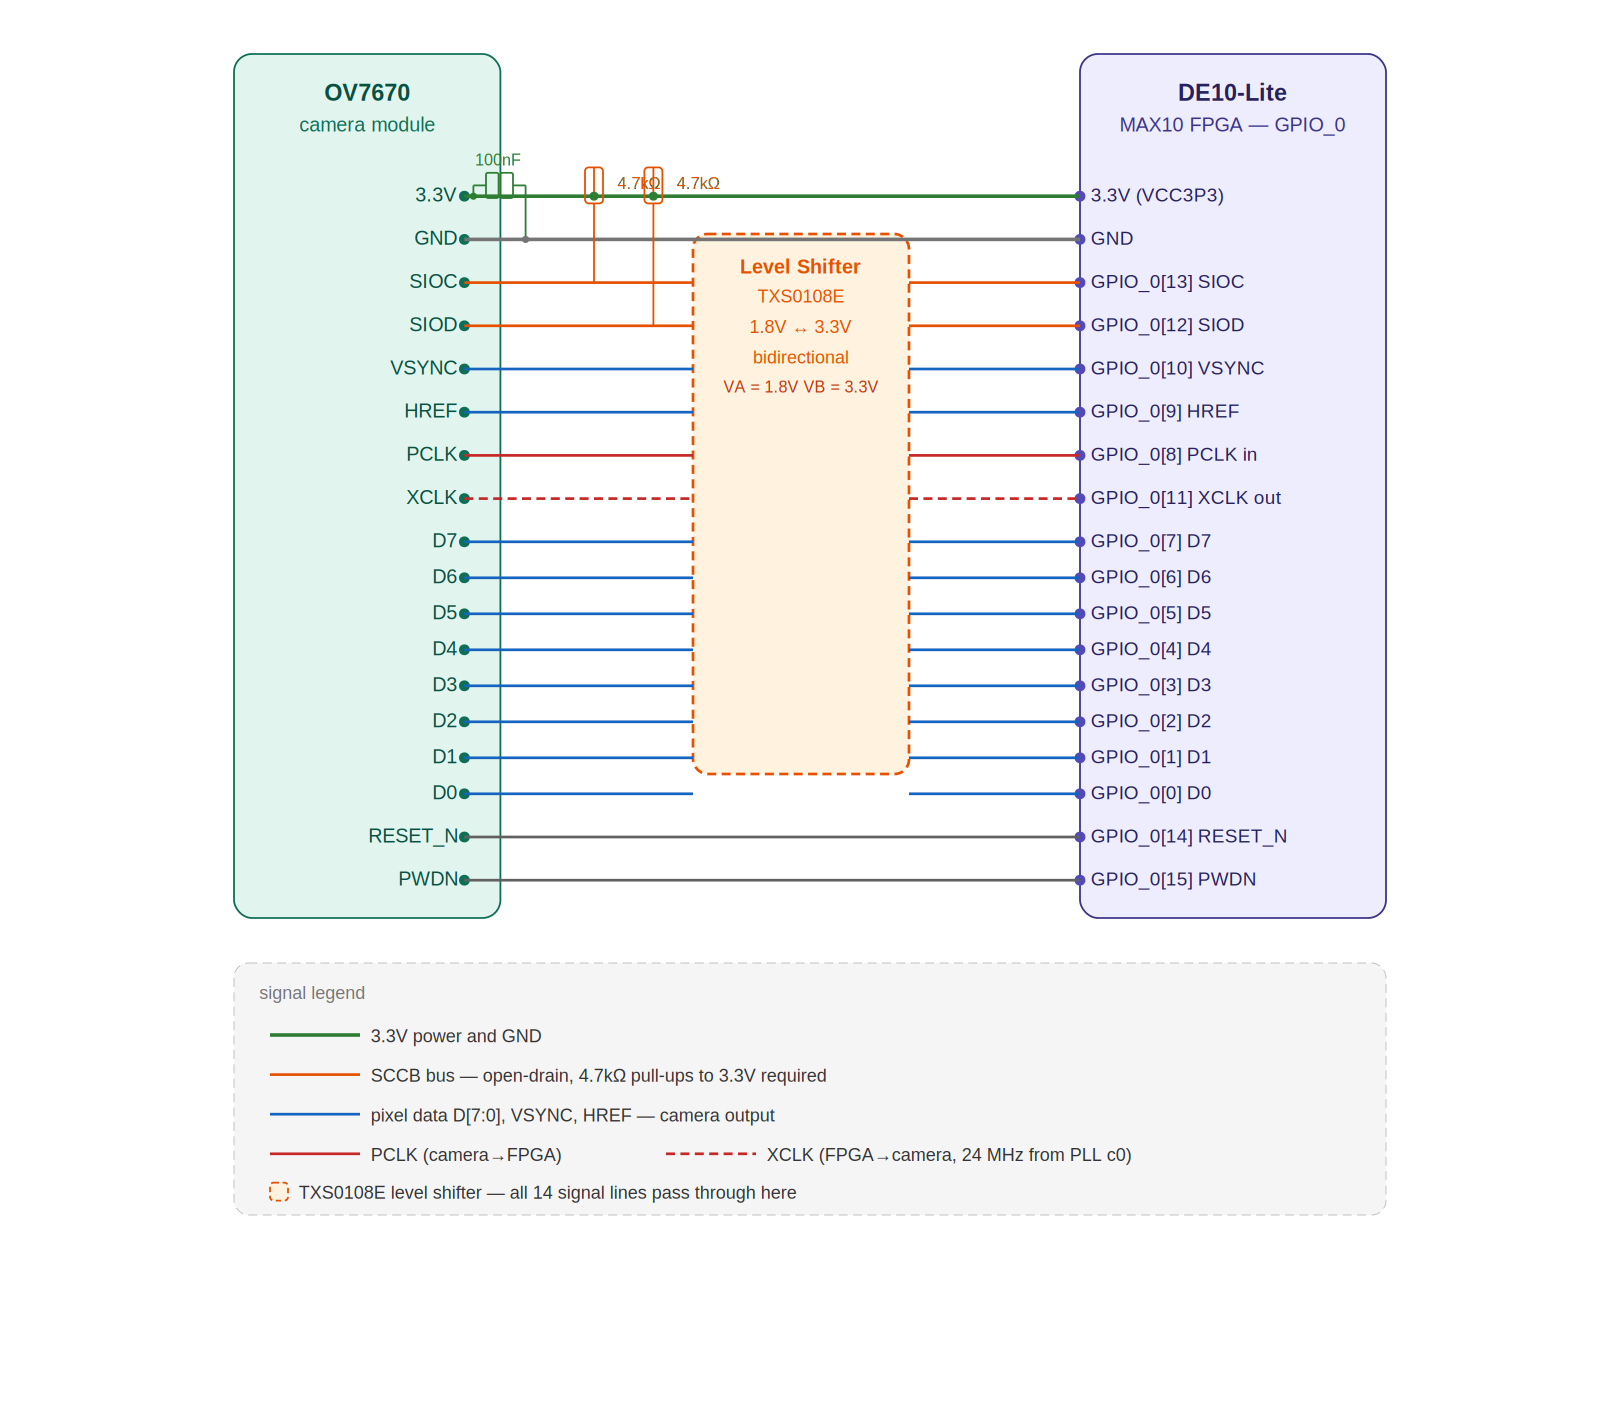 OV7670
camera module
DE10-Lite
MAX10 FPGA — GPIO_0
100nF
4.7kΩ
4.7kΩ
3.3V
3.3V (VCC3P3)
GND
GND
SIOC
GPIO_0[13] SIOC
SIOD
GPIO_0[12] SIOD
VSYNC
GPIO_0[10] VSYNC
HREF
GPIO_0[9] HREF
PCLK
GPIO_0[8] PCLK in
XCLK
GPIO_0[11] XCLK out
D7
GPIO_0[7] D7
D6
GPIO_0[6] D6
D5
GPIO_0[5] D5
D4
GPIO_0[4] D4
D3
GPIO_0[3] D3
D2
GPIO_0[2] D2
D1
GPIO_0[1] D1
D0
GPIO_0[0] D0
RESET_N
GPIO_0[14] RESET_N
PWDN
GPIO_0[15] PWDN
Level Shifter
TXS0108E
1.8V ↔ 3.3V
bidirectional
VA = 1.8V VB = 3.3V
signal legend
3.3V power and GND
SCCB bus — open-drain, 4.7kΩ pull-ups to 3.3V required
pixel data D[7:0], VSYNC, HREF — camera output
PCLK (camera→FPGA)
XCLK (FPGA→camera, 24 MHz from PLL c0)
TXS0108E level shifter — all 14 signal lines pass through here